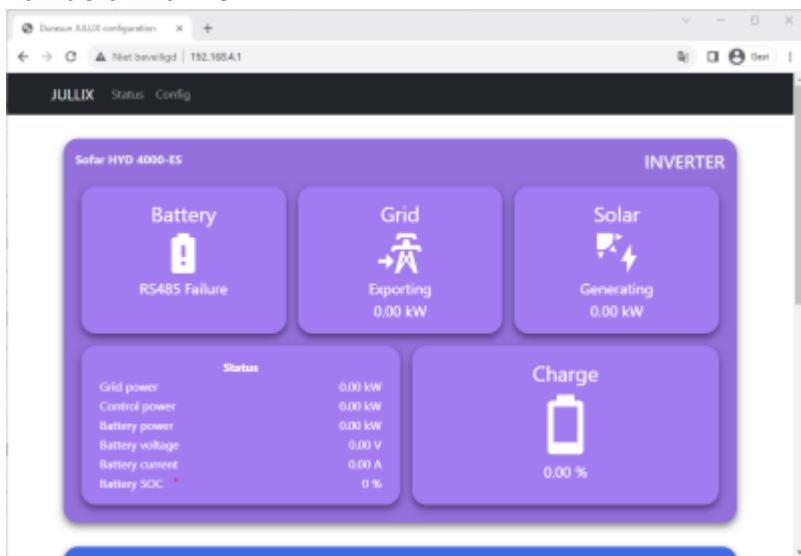 Duratsun JULLIX configuration
Niet beveiligd | 192.168.4.1
Gert
JULLIX Status Config
Sofar HYD 4000-ES
INVERTER
Battery
RS485 Failure
Grid
Exporting
0.00 kW
Solar
Generating
0.00 kW
Status
Grid power 0.00 kW
Control power 0.00 kW
Battery power 0.00 kW
Battery voltage 0.00 V
Battery current 0.00 A
Battery SOC * 0 %
Charge
0.00 %